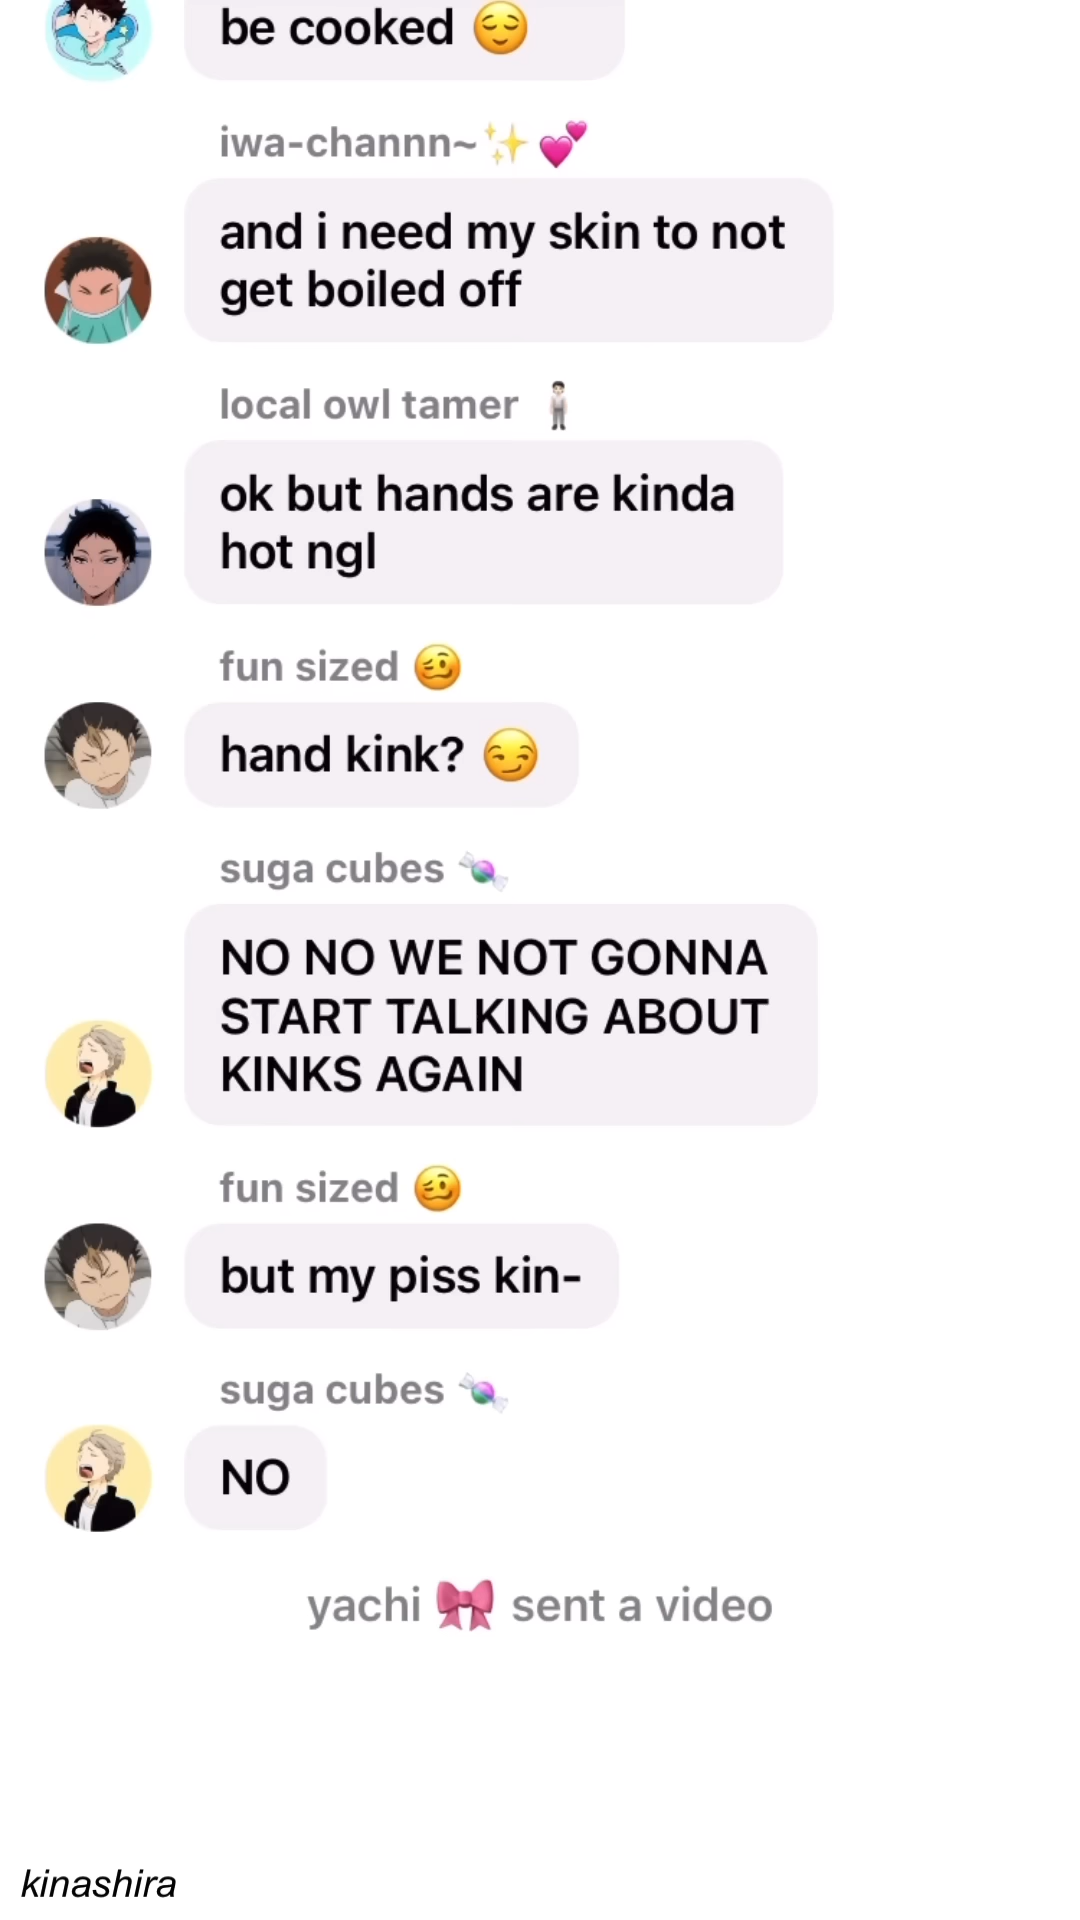 be cooked 😌
iwa-channn~✨💕
and i need my skin to not
get boiled off
local owl tamer 🧍🏻‍♂️
ok but hands are kinda
hot ngl
fun sized 🥴
hand kink? 😏
suga cubes 🍬
NO NO WE NOT GONNA
START TALKING ABOUT
KINKS AGAIN
fun sized 🥴
but my piss kin-
suga cubes 🍬
NO
yachi 🎀 sent a video
kinashira